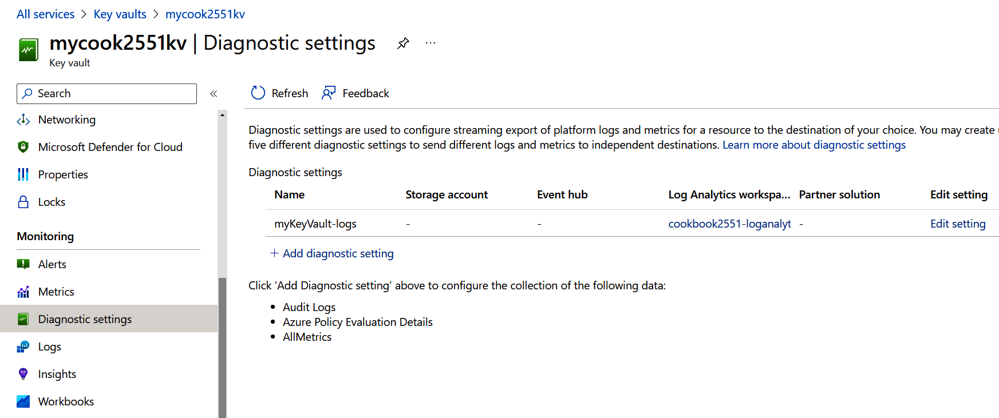 All services > Key vaults > mycook2551kv
mycook2551kv | Diagnostic settings
Key vault
Search
Networking
Microsoft Defender for Cloud
Properties
Locks
Monitoring
Alerts
Metrics
Diagnostic settings
Logs
Insights
Workbooks
Refresh Feedback
Diagnostic settings are used to configure streaming export of platform logs and metrics for a resource to the destination of your choice. You may create
five different diagnostic settings to send different logs and metrics to independent destinations. Learn more about diagnostic settings
Diagnostic settings
Name Storage account Event hub Log Analytics workspa... Partner solution Edit setting
myKeyVault-logs - - cookbook2551-loganalyt - Edit setting
+ Add diagnostic setting
Click 'Add Diagnostic setting' above to configure the collection of the following data:
• Audit Logs
• Azure Policy Evaluation Details
• AllMetrics